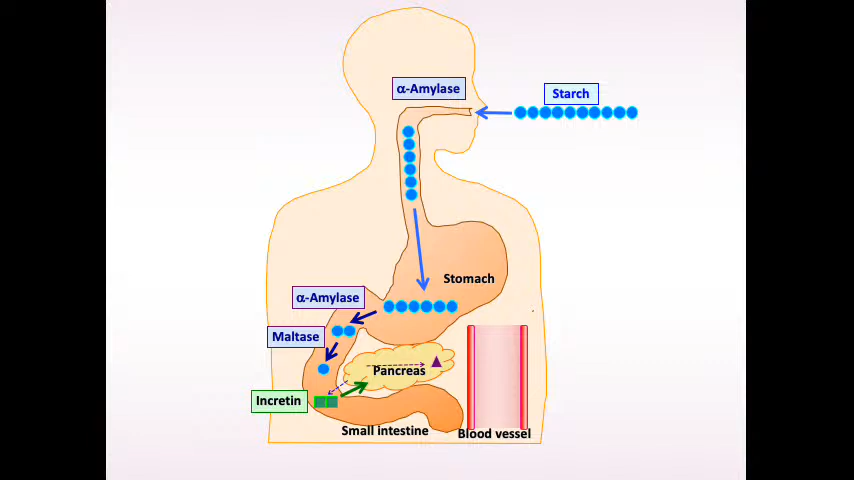 α-Amylase
Starch
Stomach
α-Amylase
Maltase
Pancreas
Incretin
Small intestine
Blood vessel